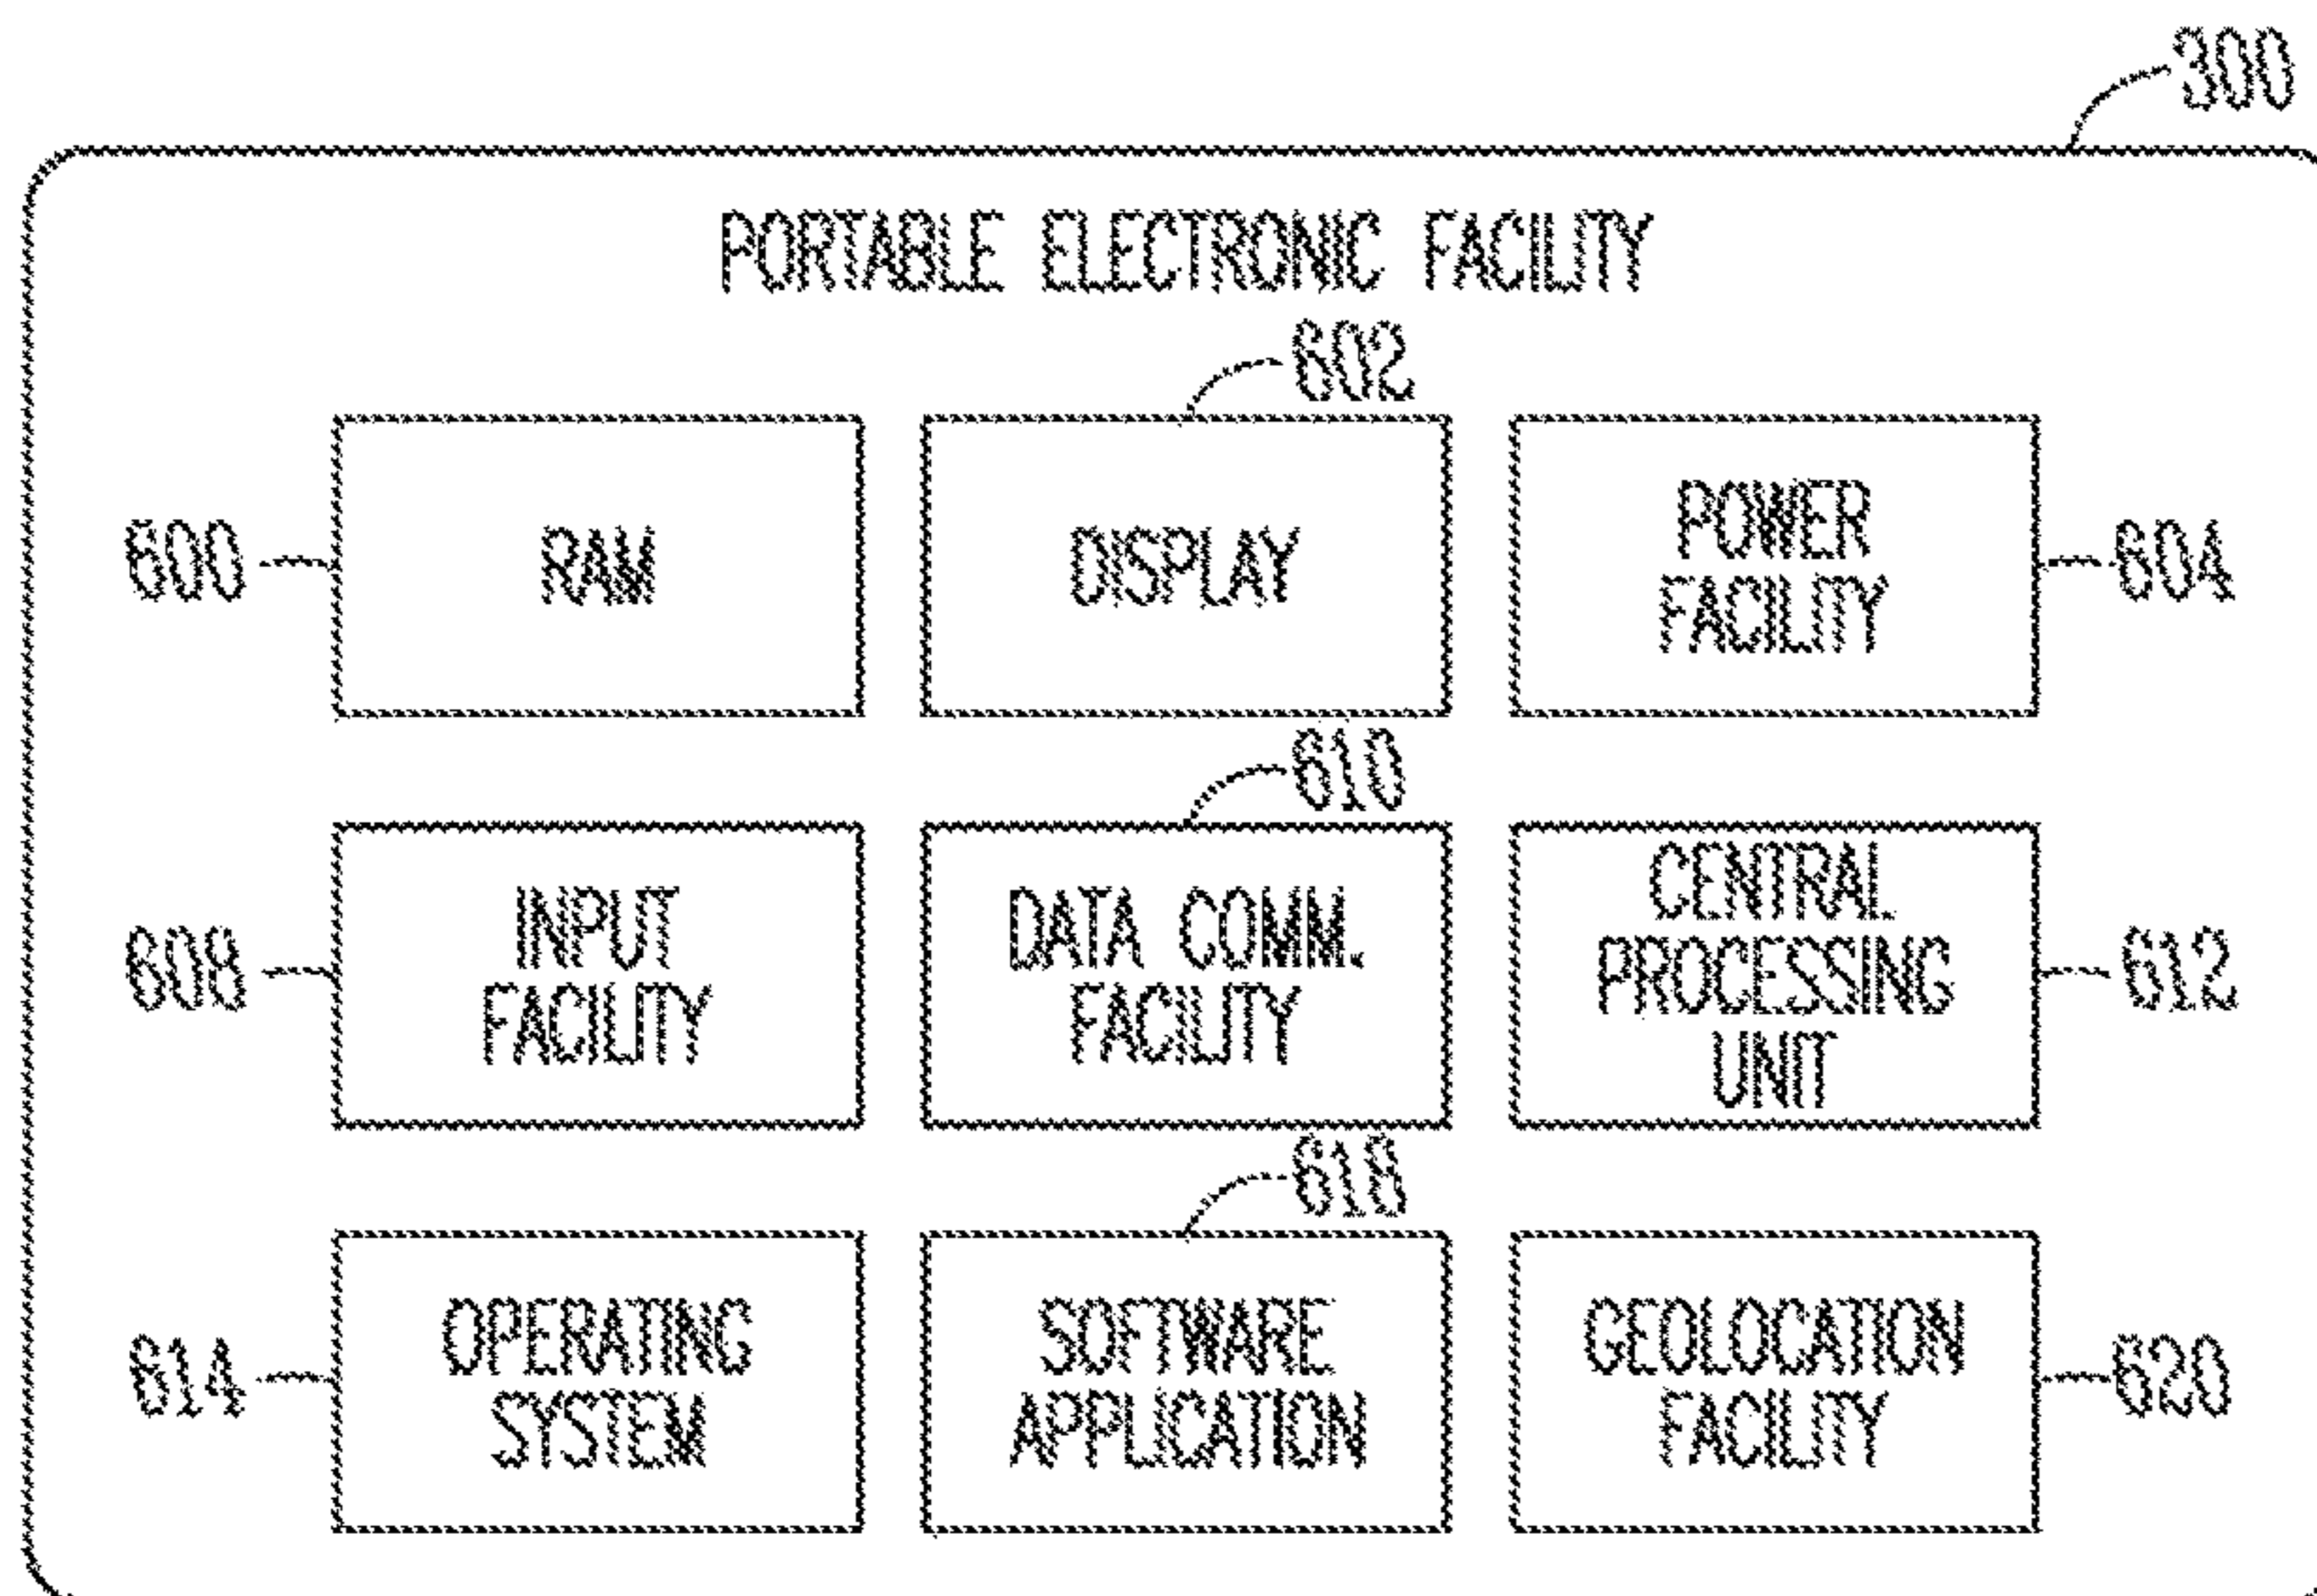 300
PORTABLE ELECTRONIC FACILITY
602
600
RAM
DISPLAY
POWER
FACILITY
604
610
608
INPUT
FACILITY
DATA COMM.
FACILITY
CENTRAL
PROCESSING
UNIT
612
618
614
OPERATING
SYSTEM
SOFTWARE
APPLICATION
GEOLOCATION
FACILITY
620